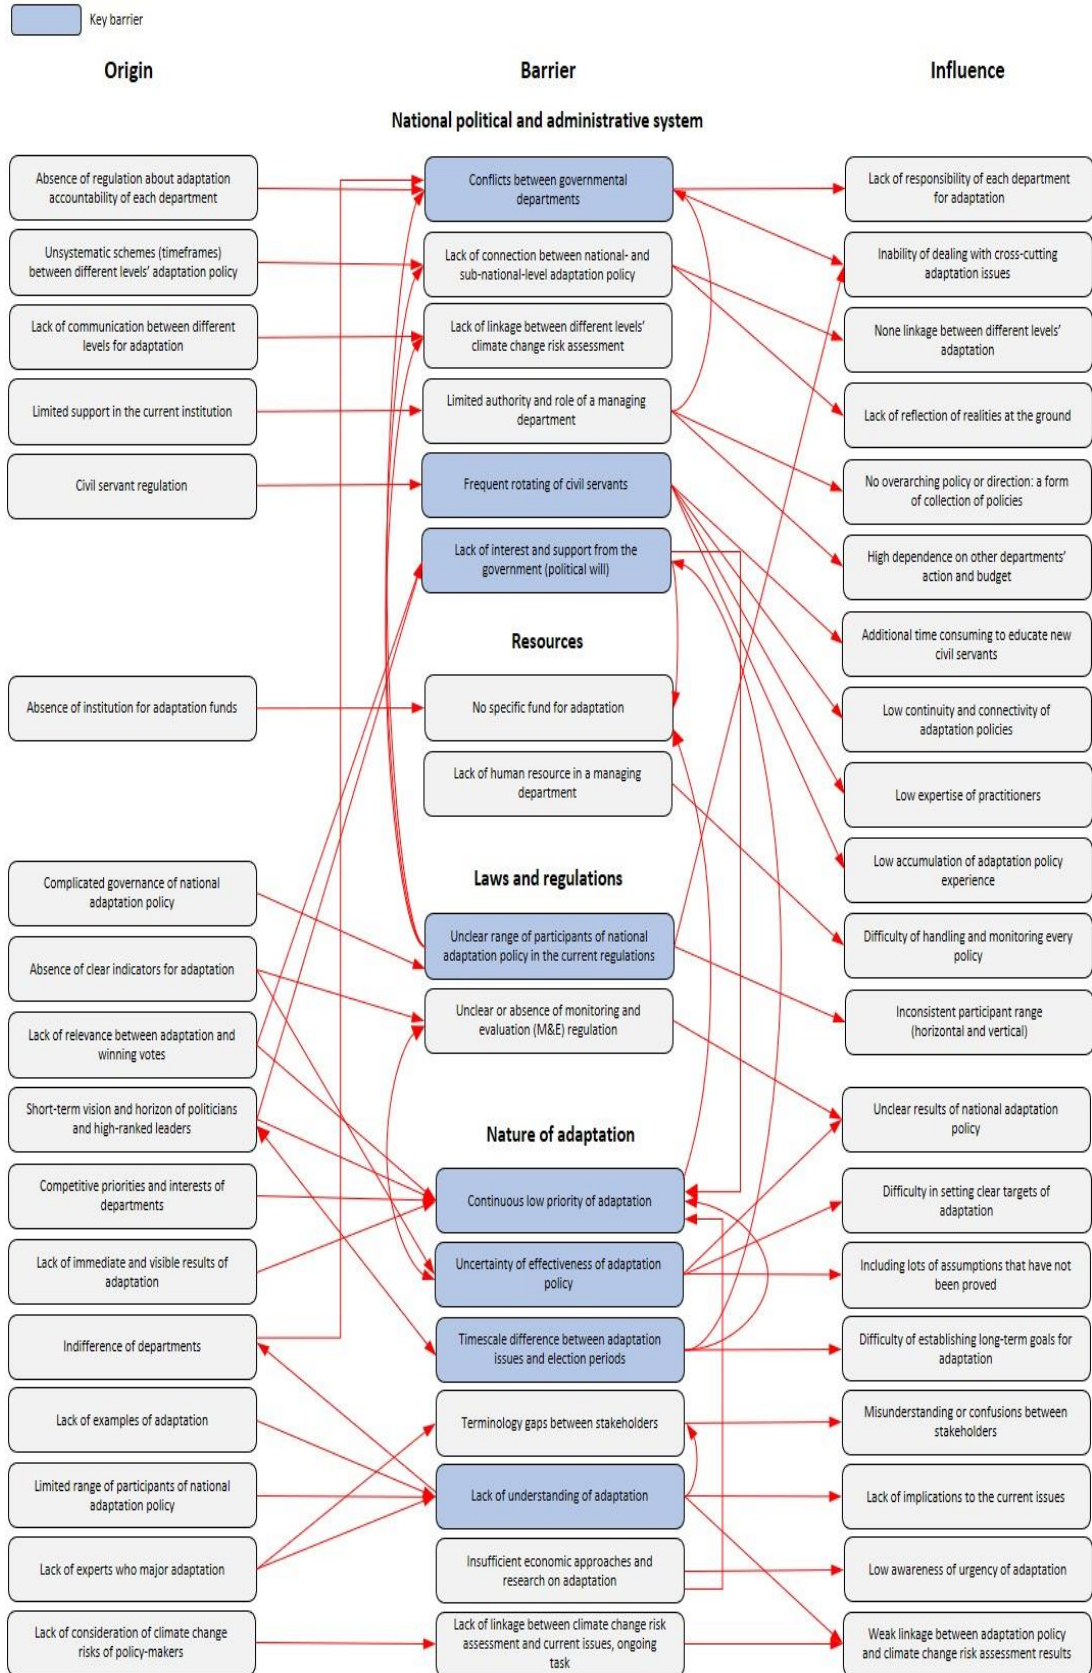 Key barrier
Origin
Barrier
Influence
National political and administrative system
Absence of regulation about adaptation
accountability of each department
Conflicts between governmental
departments
Lack of responsibility of each department
for adaptation
Unsystematic schemes (timeframes)
between different levels' adaptation policy
Lack of connection between national- and
sub-national-level adaptation policy
Inability of dealing with cross-cutting
adaptation issues
Lack of communication between different
levels for adaptation
Lack of linkage between different levels'
climate change risk assessment
None linkage between different levels'
adaptation
Limited support in the current institution
Limited authority and role of a managing
department
Lack of reflection of realities at the ground
Civil servant regulation
Frequent rotating of civil servants
No overarching policy or direction: a form
of collection of policies
Lack of interest and support from the
government (political will)
High dependence on other departments'
action and budget
Resources
Additional time consuming to educate new
civil servants
Absence of institution for adaptation funds
No specific fund for adaptation
Low continuity and connectivity of
adaptation policies
Lack of human resource in a managing
department
Low expertise of practitioners
Laws and regulations
Complicated governance of national
adaptation policy
Low accumulation of adaptation policy
experience
Absence of clear indicators for adaptation
Unclear range of participants of national
adaptation policy in the current regulations
Difficulty of handling and monitoring every
policy
Lack of relevance between adaptation and
winning votes
Unclear or absence of monitoring and
evaluation (M&E) regulation
Inconsistent participant range
(horizontal and vertical)
Short-term vision and horizon of politicians
and high-ranked leaders
Nature of adaptation
Unclear results of national adaptation
policy
Competitive priorities and interests of
departments
Continuous low priority of adaptation
Difficulty in setting clear targets of
adaptation
Lack of immediate and visible results of
adaptation
Uncertainty of effectiveness of adaptation
policy
Including lots of assumptions that have not
been proved
Indifference of departments
Timescale difference between adaptation
issues and election periods
Difficulty of establishing long-term goals for
adaptation
Lack of examples of adaptation
Terminology gaps between stakeholders
Misunderstanding or confusions between
stakeholders
Limited range of participants of national
adaptation policy
Lack of understanding of adaptation
Lack of implications to the current issues
Lack of experts who major adaptation
Insufficient economic approaches and
research on adaptation
Low awareness of urgency of adaptation
Lack of consideration of climate change
risks of policy-makers
Lack of linkage between climate change risk
assessment and current issues, ongoing
task
Weak linkage between adaptation policy
and climate change risk assessment results